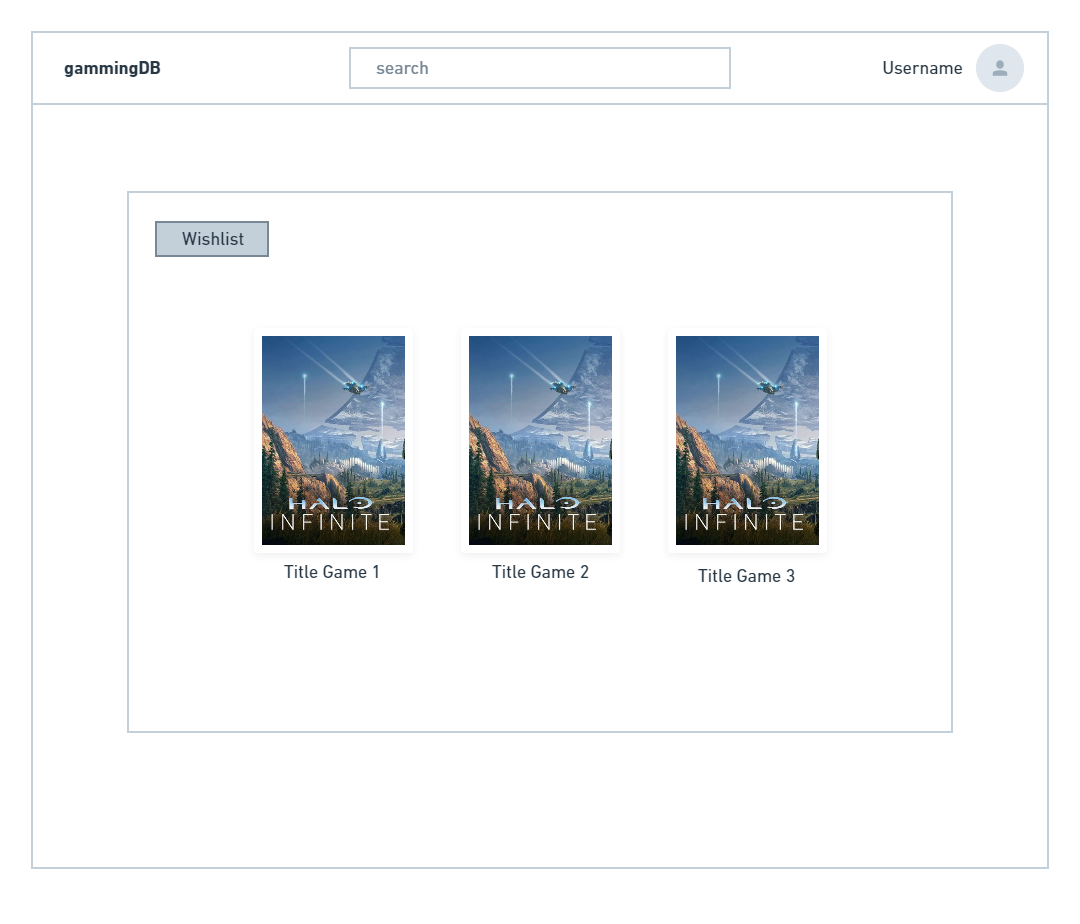 gammingDB
search
Username
Wishlist
HALO
INFINITE
HALO
INFINITE
HALO
INFINITE
Title Game 1
Title Game 2
Title Game 3